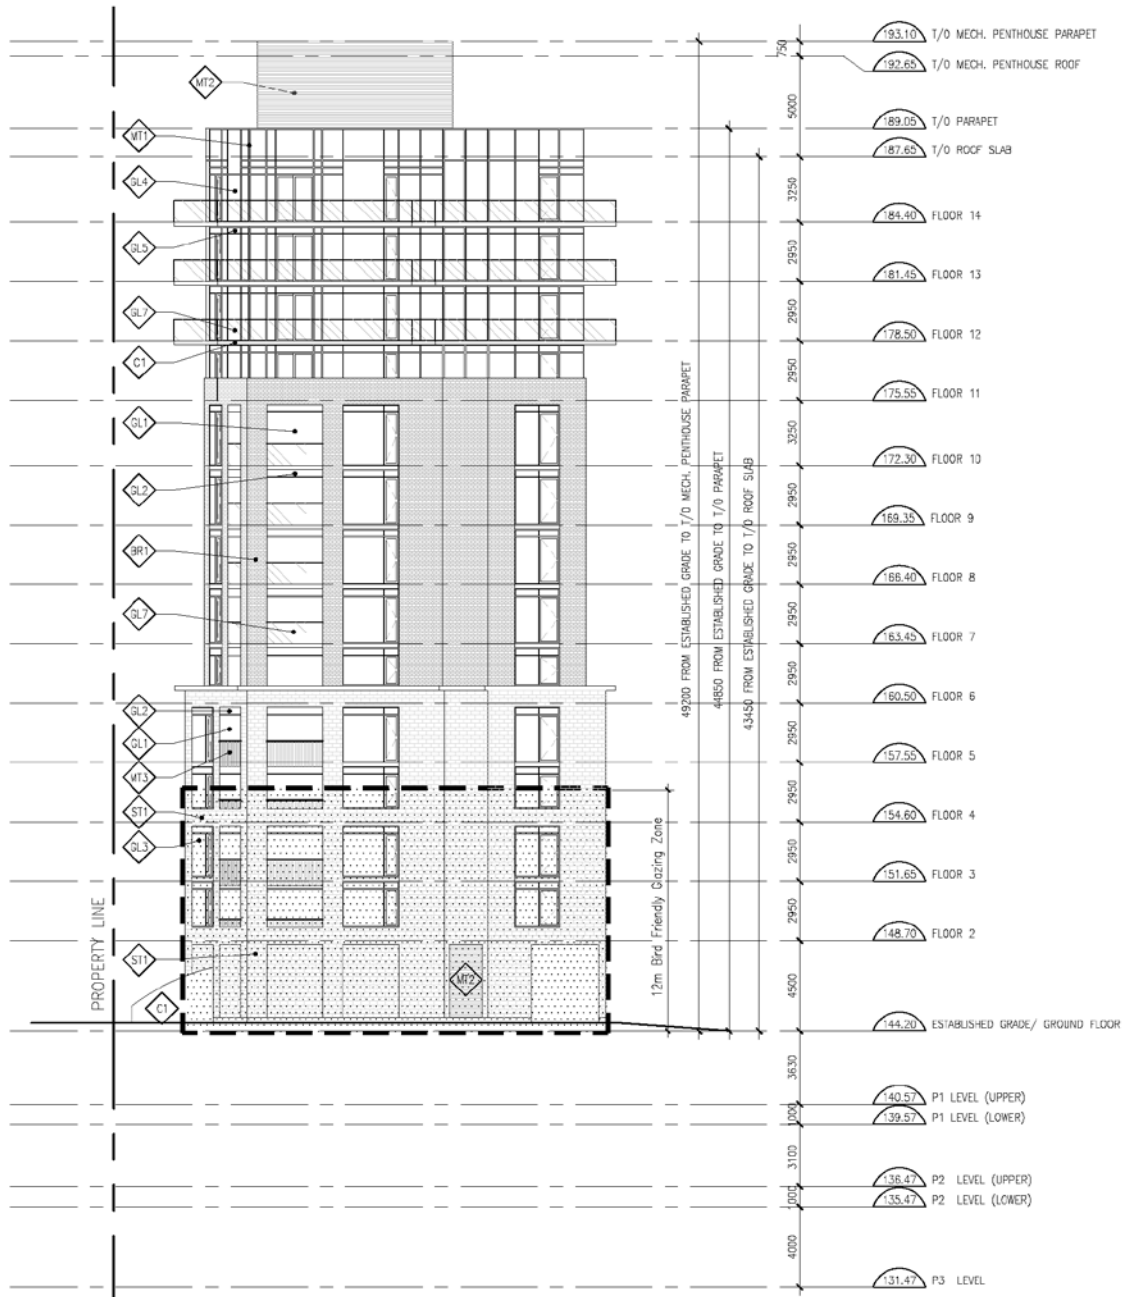 193.10 T/O MECH. PENTHOUSE PARAPET
750
192.65 T/O MECH. PENTHOUSE ROOF
MT2
5000
189.05 T/O PARAPET
MT1
187.65 T/O ROOF SLAB
GL4
3250
184.40 FLOOR 14
GL5
2950
181.45 FLOOR 13
GL7
2950
178.50 FLOOR 12
C1
2950
175.55 FLOOR 11
GL1
3250
172.30 FLOOR 10
GL2
2950
169.35 FLOOR 9
BR1
2950
166.40 FLOOR 8
GL7
2950
163.45 FLOOR 7
2950
160.50 FLOOR 6
GL2
GL1
2950
157.55 FLOOR 5
MT3
2950
ST1
154.60 FLOOR 4
GL3
2950
151.65 FLOOR 3
2950
148.70 FLOOR 2
ST1
MT2
4500
C1
144.20 ESTABLISHED GRADE/ GROUND FLOOR
3630
140.57 P1 LEVEL (UPPER)
1000
139.57 P1 LEVEL (LOWER)
3100
136.47 P2 LEVEL (UPPER)
1000
135.47 P2 LEVEL (LOWER)
4000
131.47 P3 LEVEL
PROPERTY LINE
12m Bird Friendly Glazing Zone
49200 FROM ESTABLISHED GRADE TO T/O MECH. PENTHOUSE PARAPET
44850 FROM ESTABLISHED GRADE TO T/O PARAPET
43450 FROM ESTABLISHED GRADE TO T/O ROOF SLAB